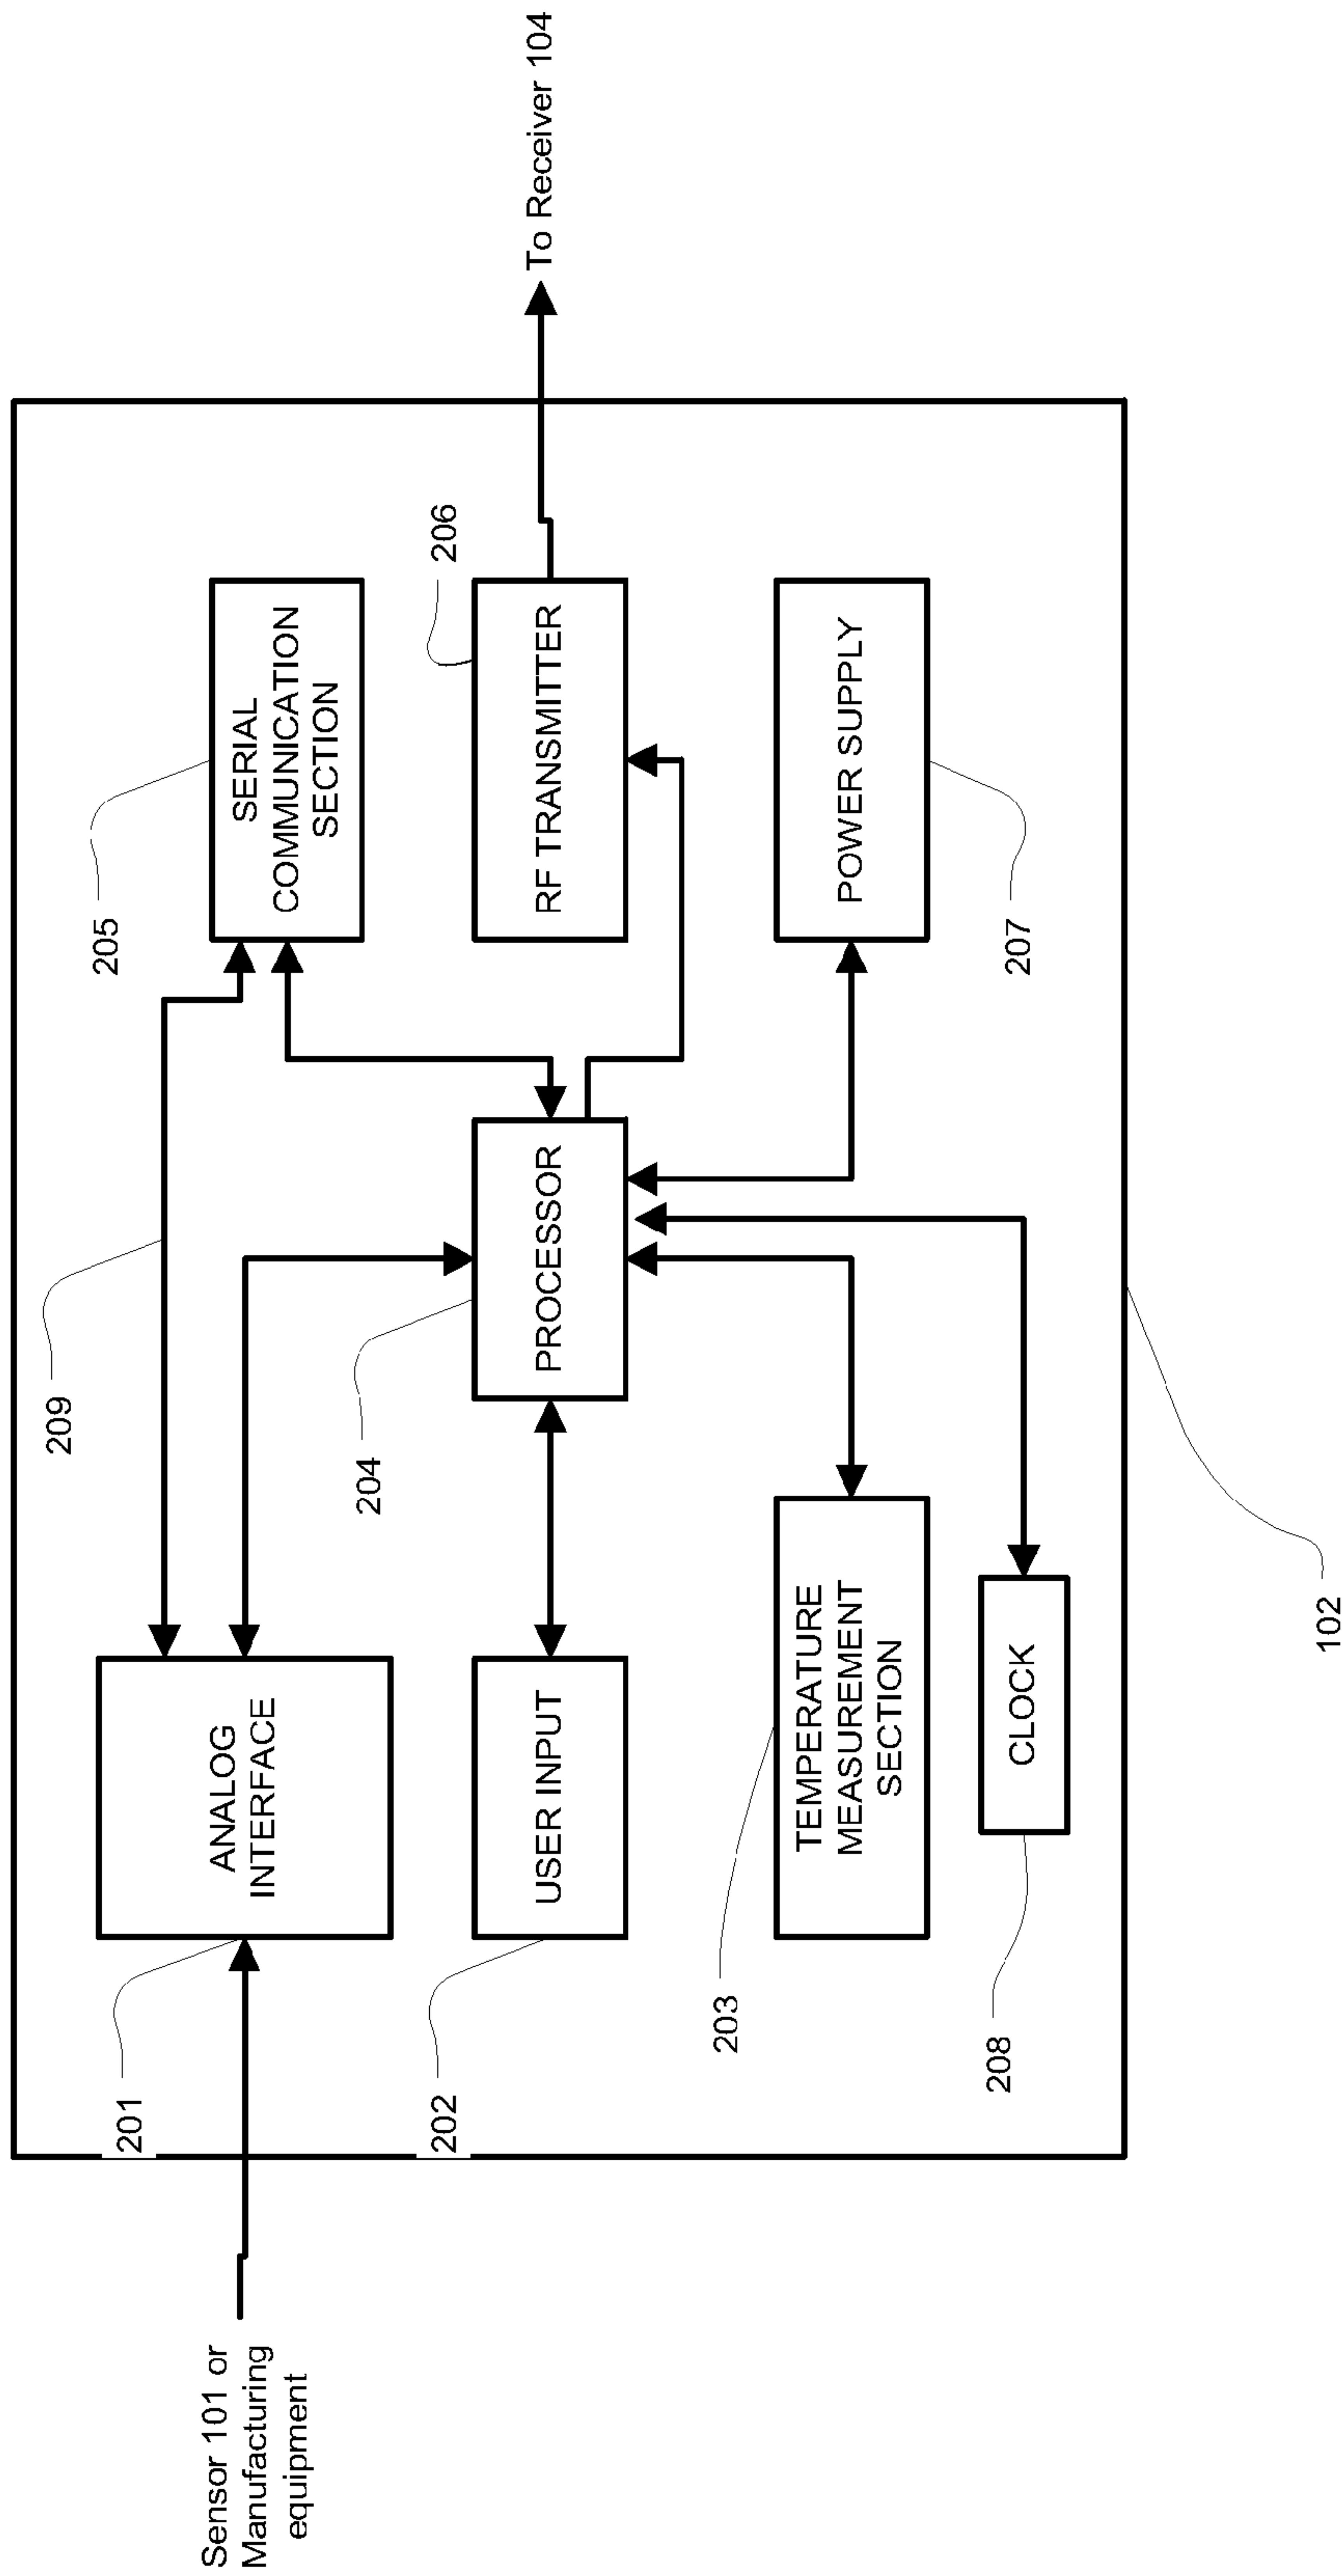 Sensor 101 or
Manufacturing
equipment
201
ANALOG
INTERFACE
209
205
SERIAL
COMMUNICATION
SECTION
202
USER INPUT
204
PROCESSOR
206
RF TRANSMITTER
To Receiver 104
203
TEMPERATURE
MEASUREMENT
SECTION
207
POWER SUPPLY
208
CLOCK
102